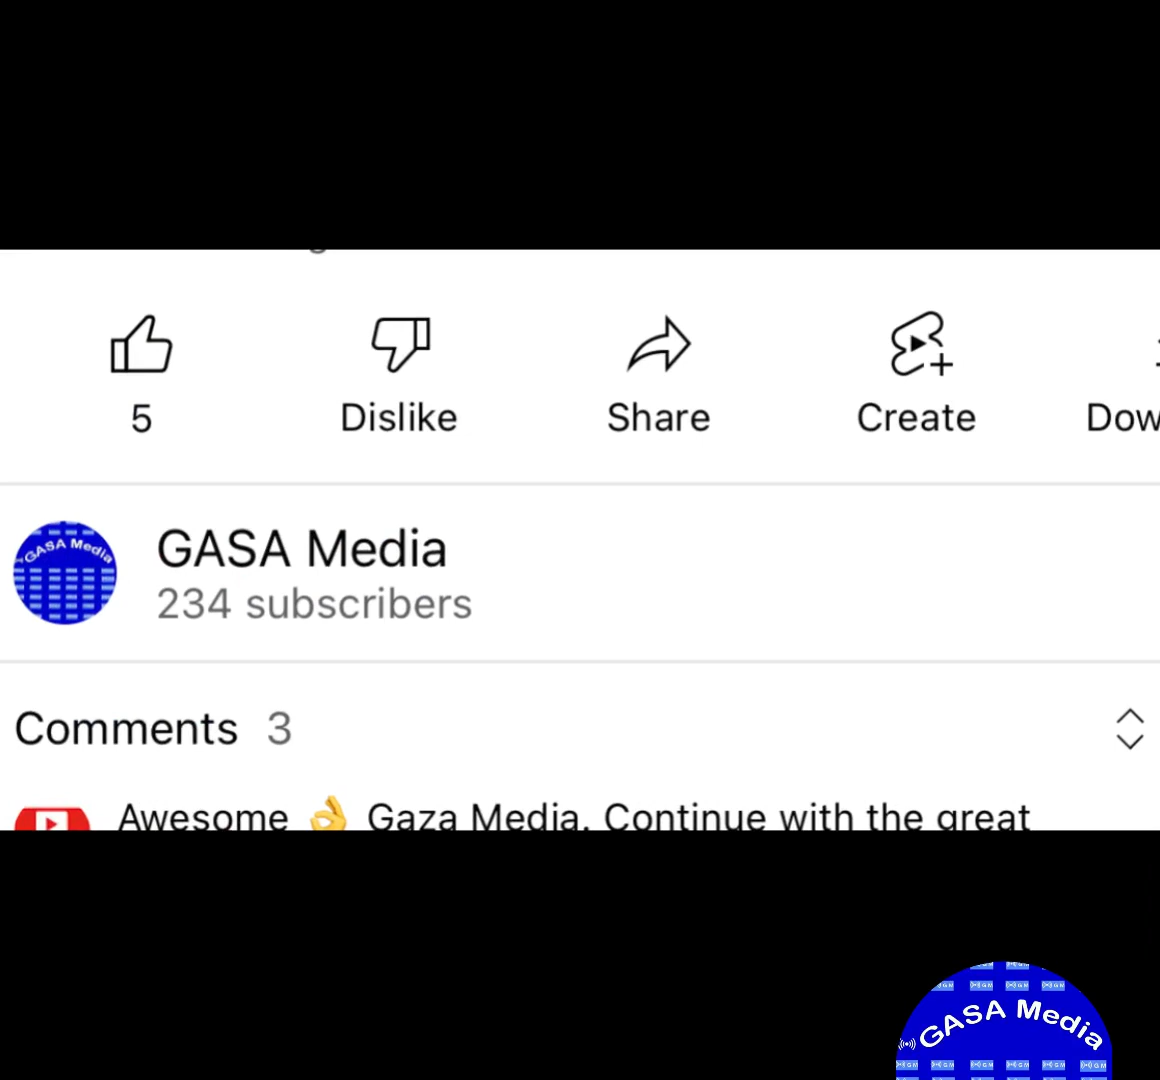 5 Dislike Share Create Dow
GASA Media
GASA Media
234 subscribers
Comments 3
Awesome 👌 Gaza Media. Continue with the great
GASA Media